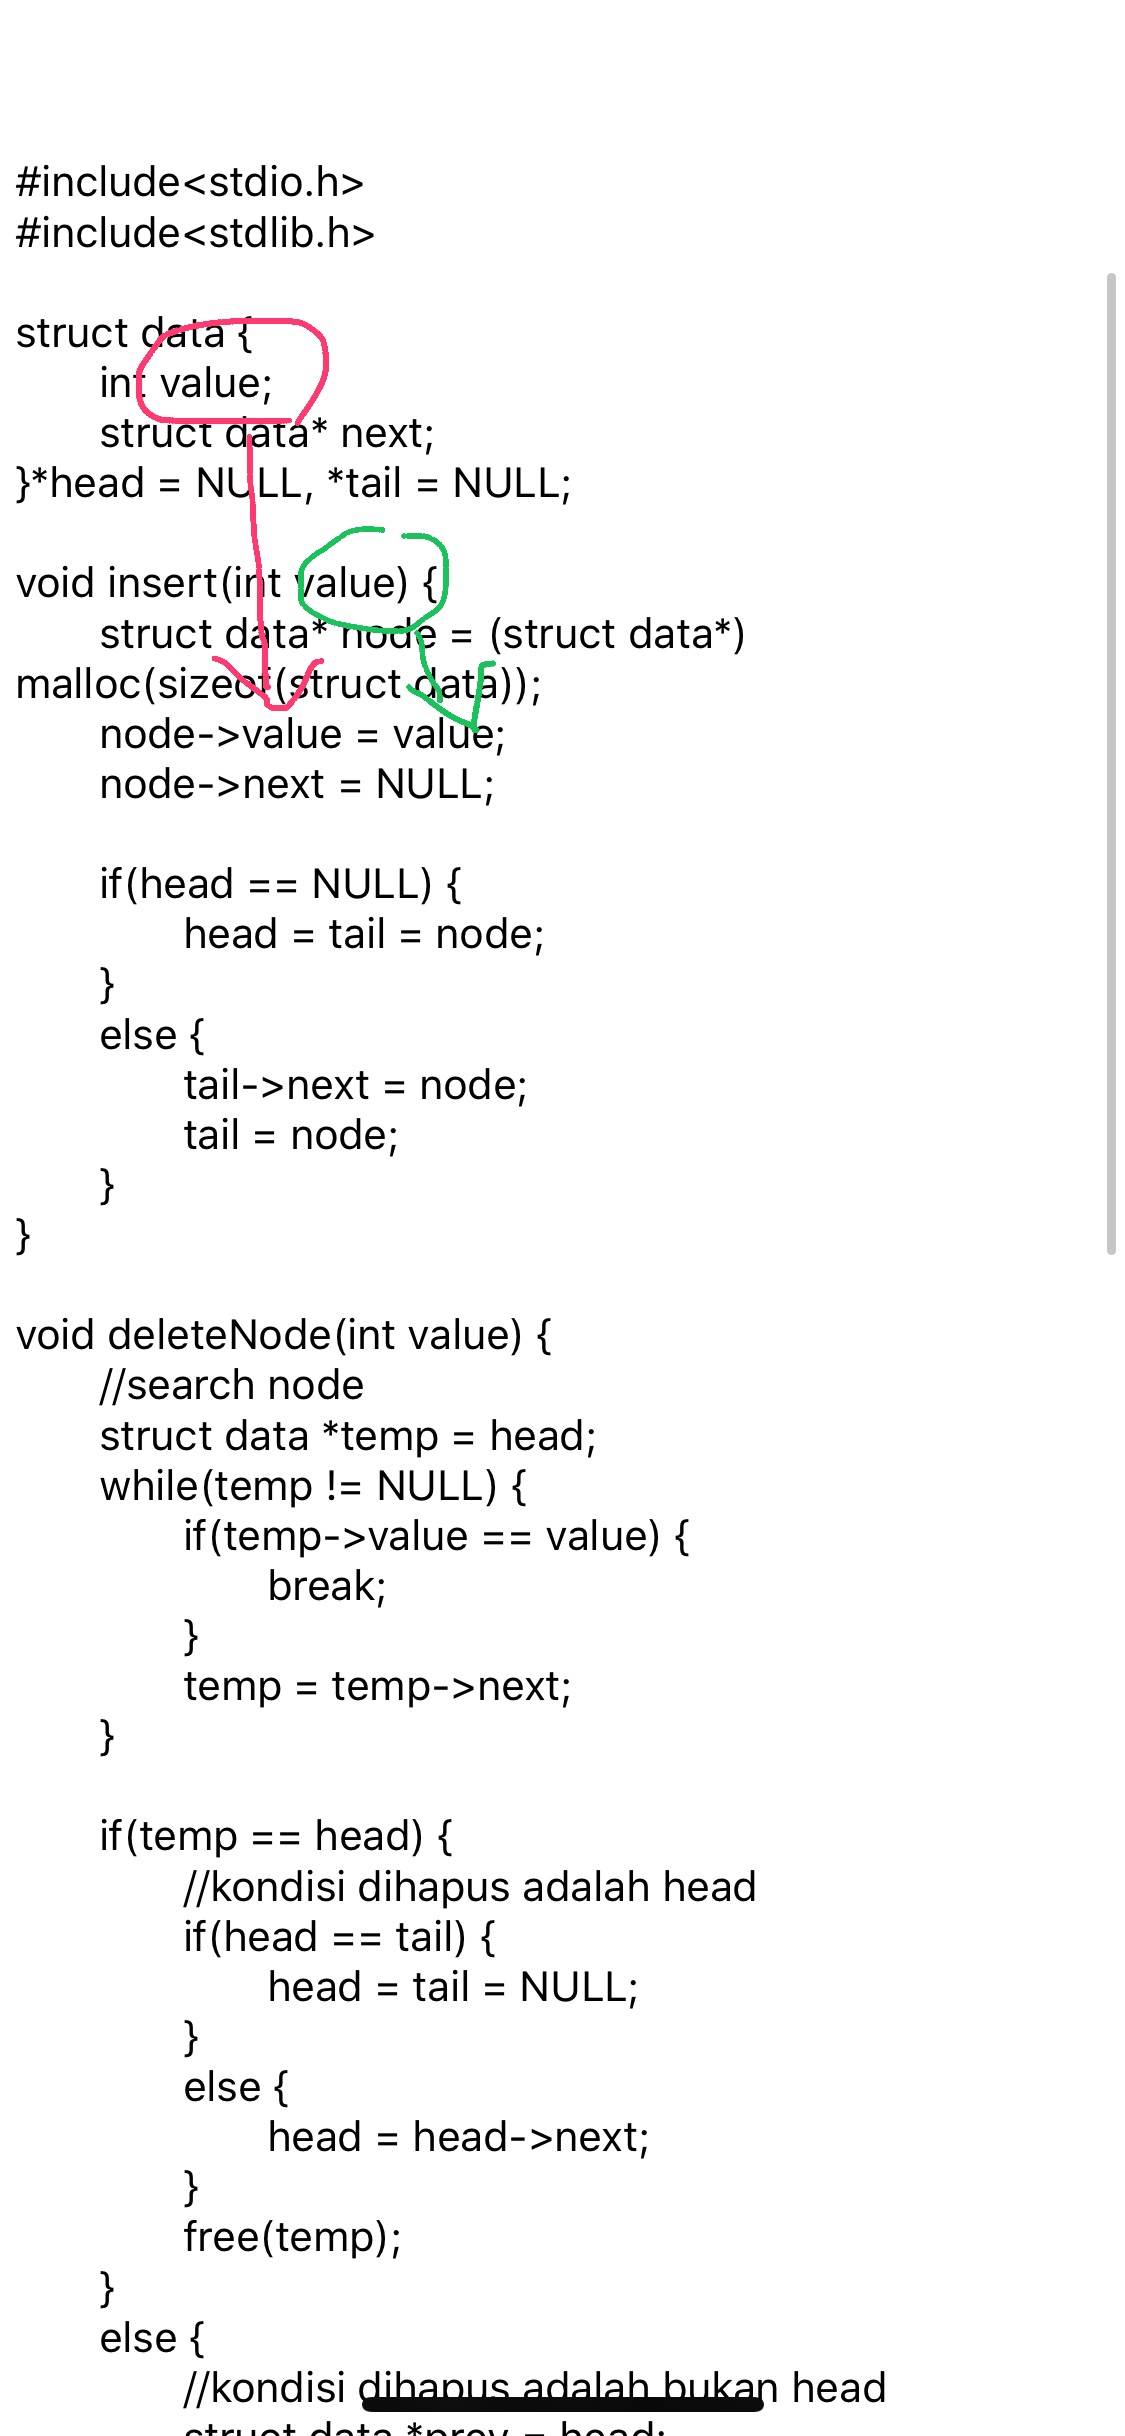 #include<stdio.h>
#include<stdlib.h>
struct data {
int value;
struct data* next;
}*head = NULL, *tail = NULL;
void insert(int value) {
struct data* node = (struct data*)
malloc(sizeof(struct data));
node->value = value;
node->next = NULL;
if(head == NULL) {
head = tail = node;
}
else {
tail->next = node;
tail = node;
}
}
void deleteNode(int value) {
//search node
struct data *temp = head;
while(temp != NULL) {
if(temp->value == value) {
break;
}
temp = temp->next;
}
if(temp == head) {
//kondisi dihapus adalah head
if(head == tail) {
head = tail = NULL;
}
else {
head = head->next;
}
free(temp);
}
else {
//kondisi dihapus adalah bukan head
struct data *prev = head;